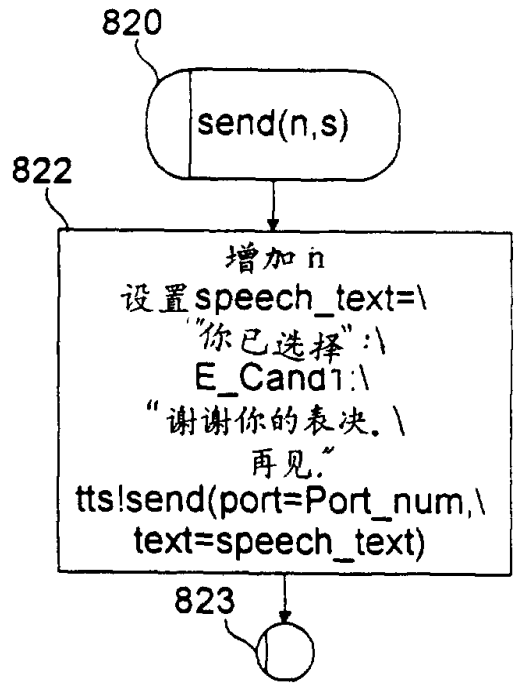 820
send(n,s)
822
增加 n
设置speech_text=\
"你已选择":\
E_Cand1:\
"谢谢你的表决.\
再见."
tts!send(port=Port_num,\
text=speech_text)
823